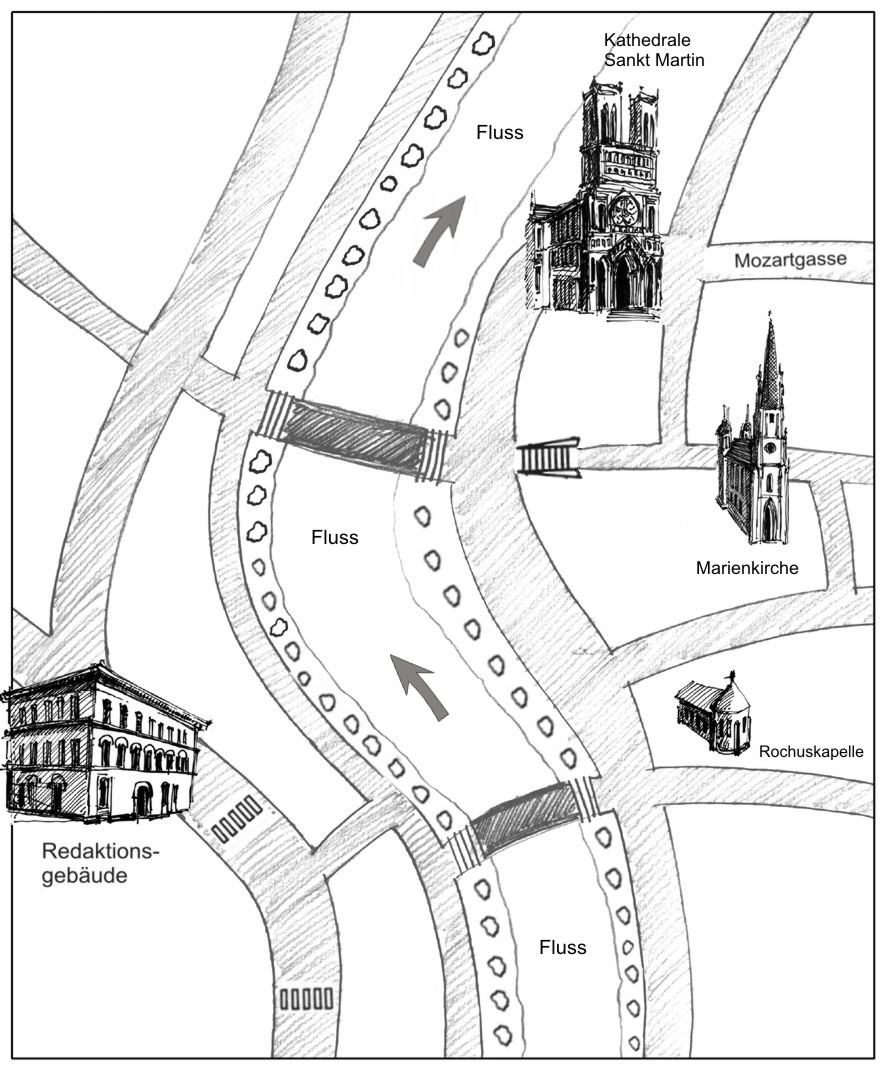 Kathedrale
Sankt Martin
Fluss
Mozartgasse
Fluss
Marienkirche
Rochuskapelle
Redaktions-
gebäude
Fluss